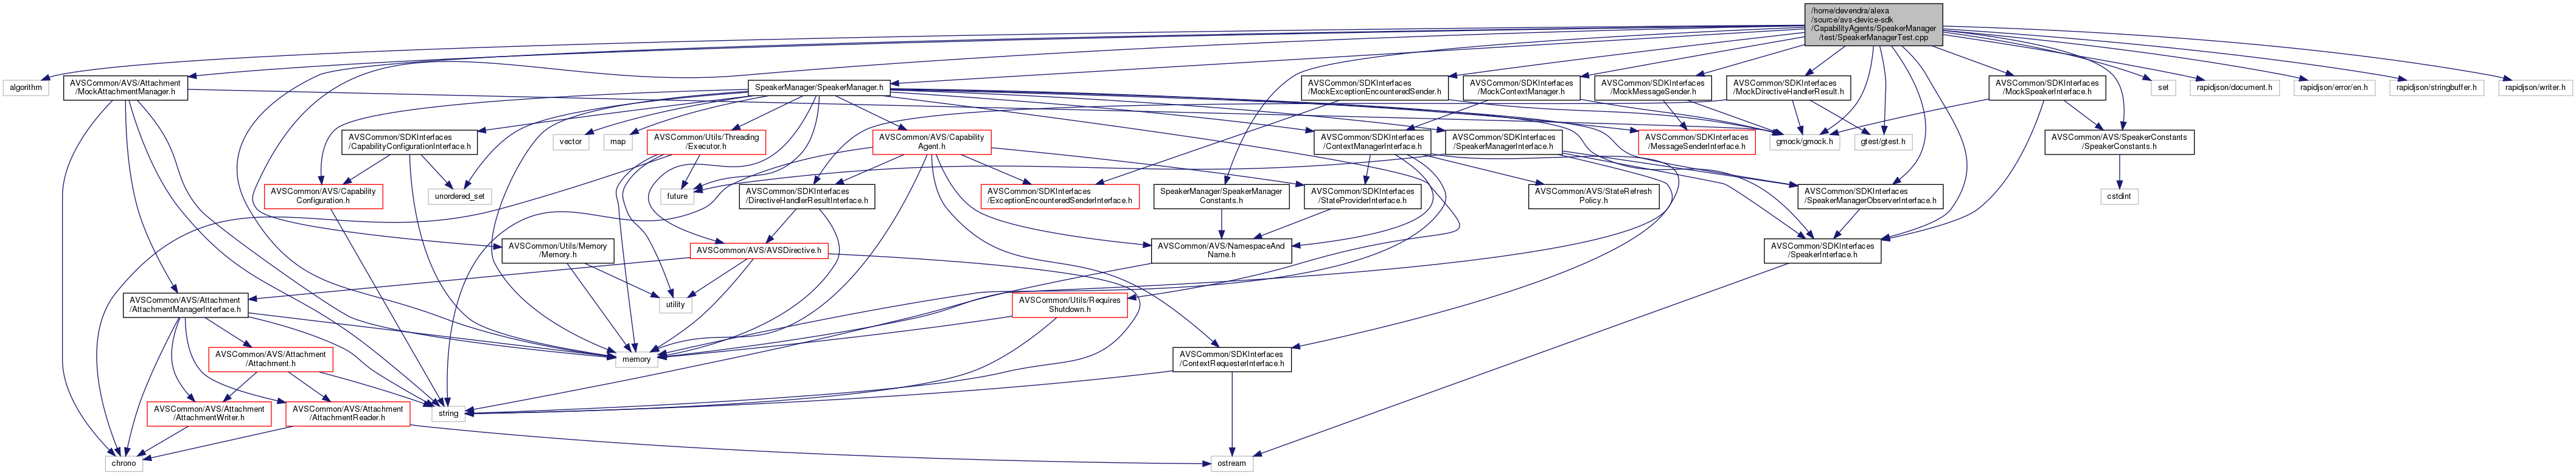 /home/devendra/alexa
/source/avs-device-sdk
/CapabilityAgents/SpeakerManager
/test/SpeakerManagerTest.cpp
algorithm
AVSCommon/AVS/Attachment
/MockAttachmentManager.h
SpeakerManager/SpeakerManager.h
AVSCommon/SDKInterfaces
/MockExceptionEncounteredSender.h
AVSCommon/SDKInterfaces
/MockContextManager.h
AVSCommon/SDKInterfaces
/MockMessageSender.h
AVSCommon/SDKInterfaces
/MockDirectiveHandlerResult.h
AVSCommon/SDKInterfaces
/MockSpeakerInterface.h
set
rapidjson/document.h
rapidjson/error/en.h
rapidjson/stringbuffer.h
rapidjson/writer.h
AVSCommon/SDKInterfaces
/CapabilityConfigurationInterface.h
vector
map
AVSCommon/Utils/Threading
/Executor.h
AVSCommon/AVS/Capability
Agent.h
AVSCommon/SDKInterfaces
/ContextManagerInterface.h
AVSCommon/SDKInterfaces
/SpeakerManagerInterface.h
AVSCommon/SDKInterfaces
/MessageSenderInterface.h
gmock/gmock.h
gtest/gtest.h
AVSCommon/AVS/SpeakerConstants
/SpeakerConstants.h
AVSCommon/AVS/Capability
Configuration.h
unordered_set
future
AVSCommon/SDKInterfaces
/DirectiveHandlerResultInterface.h
AVSCommon/SDKInterfaces
/ExceptionEncounteredSenderInterface.h
SpeakerManager/SpeakerManager
Constants.h
AVSCommon/SDKInterfaces
/StateProviderInterface.h
AVSCommon/AVS/StateRefresh
Policy.h
AVSCommon/SDKInterfaces
/SpeakerManagerObserverInterface.h
cstdint
AVSCommon/Utils/Memory
/Memory.h
AVSCommon/AVS/AVSDirective.h
AVSCommon/AVS/NamespaceAnd
Name.h
AVSCommon/SDKInterfaces
/SpeakerInterface.h
AVSCommon/AVS/Attachment
/AttachmentManagerInterface.h
utility
AVSCommon/Utils/Requires
Shutdown.h
AVSCommon/AVS/Attachment
/Attachment.h
memory
AVSCommon/SDKInterfaces
/ContextRequesterInterface.h
AVSCommon/AVS/Attachment
/AttachmentWriter.h
AVSCommon/AVS/Attachment
/AttachmentReader.h
string
chrono
ostream